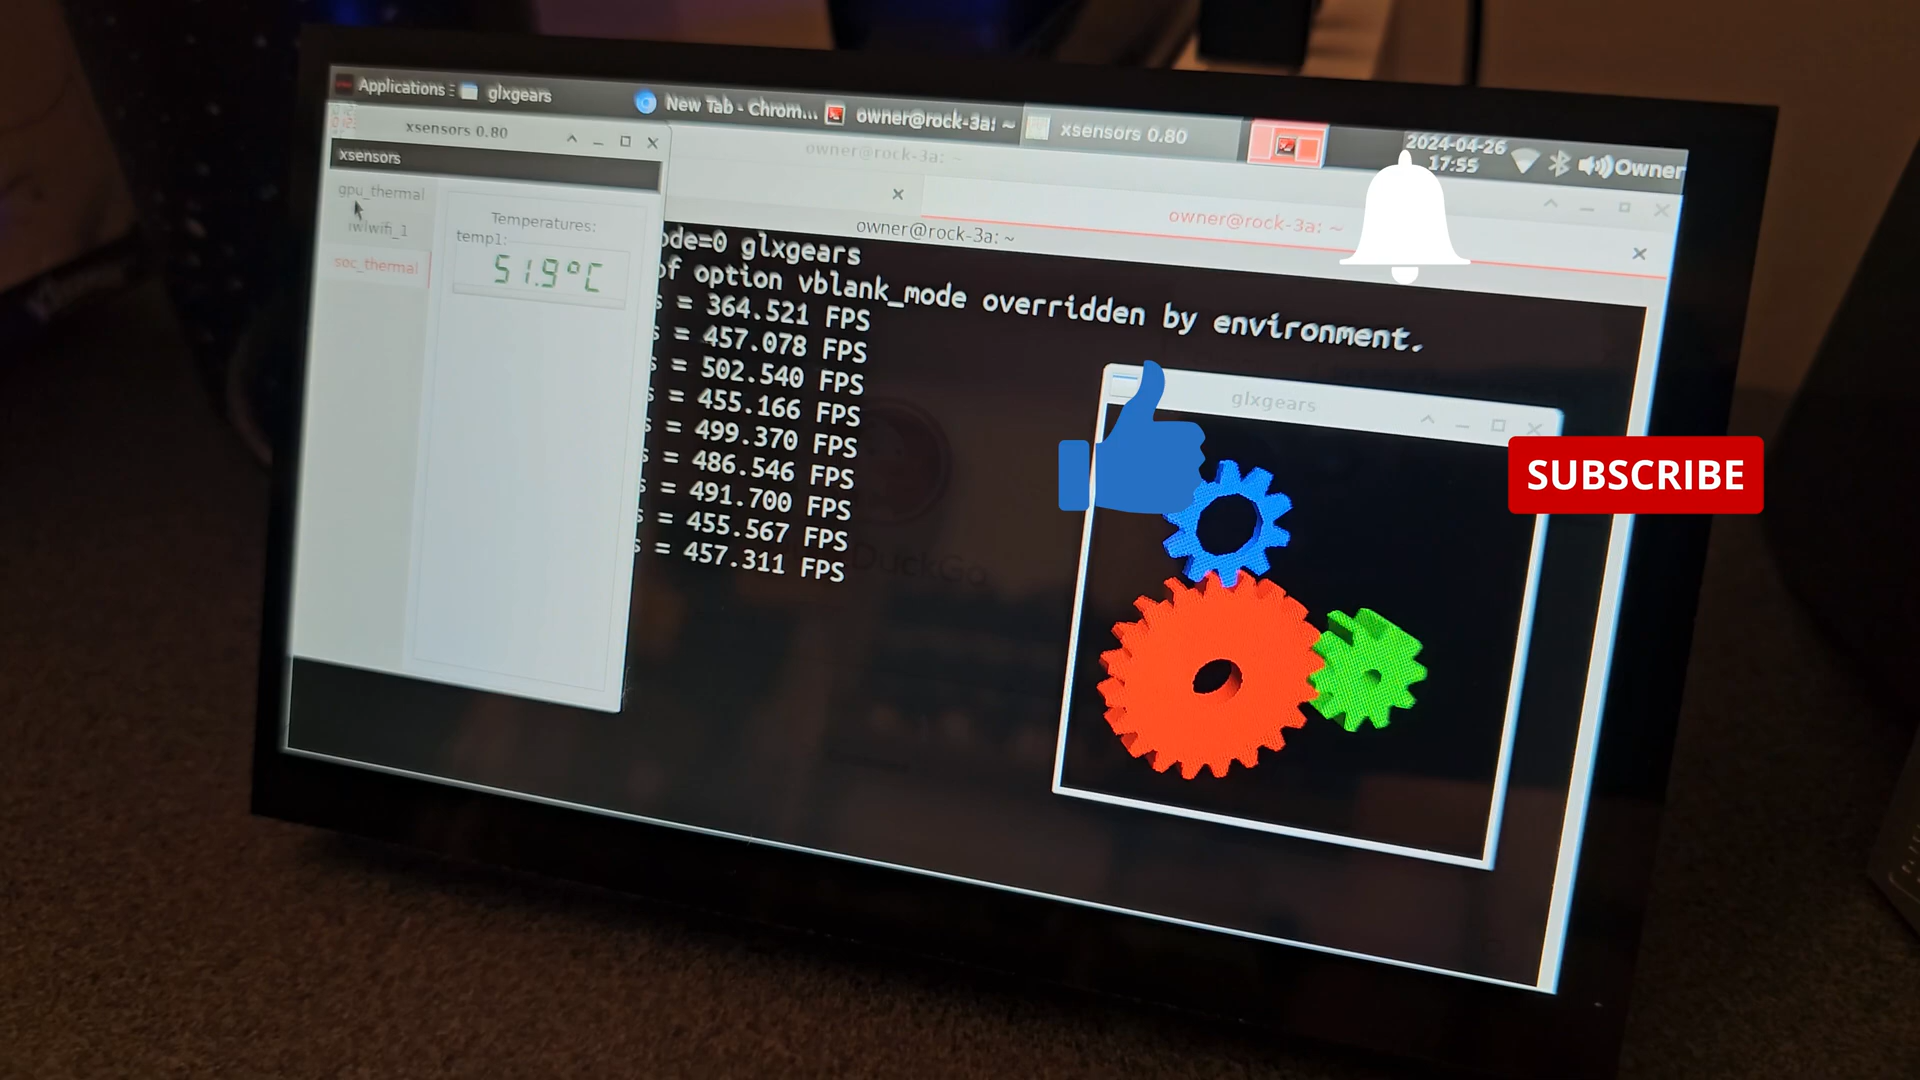 Applications
glxgears
New Tab - Chrom...
owner@rock-3a: ~
xsensors 0.80
2024-04-26
17:55
Owner
xsensors 0.80
xsensors
gpu_thermal
iwlwifi_1
soc_thermal
Temperatures:
temp1:
51.9°C
owner@rock-3a: ~
owner@rock-3a: ~
owner@rock-3a: ~
ode=0 glxgears
of option vblank_mode overridden by environment.
s = 364.521 FPS
s = 457.078 FPS
s = 502.540 FPS
s = 455.166 FPS
s = 499.370 FPS
s = 486.546 FPS
s = 491.700 FPS
s = 455.567 FPS
s = 457.311 FPS
DuckGo
glxgears
SUBSCRIBE